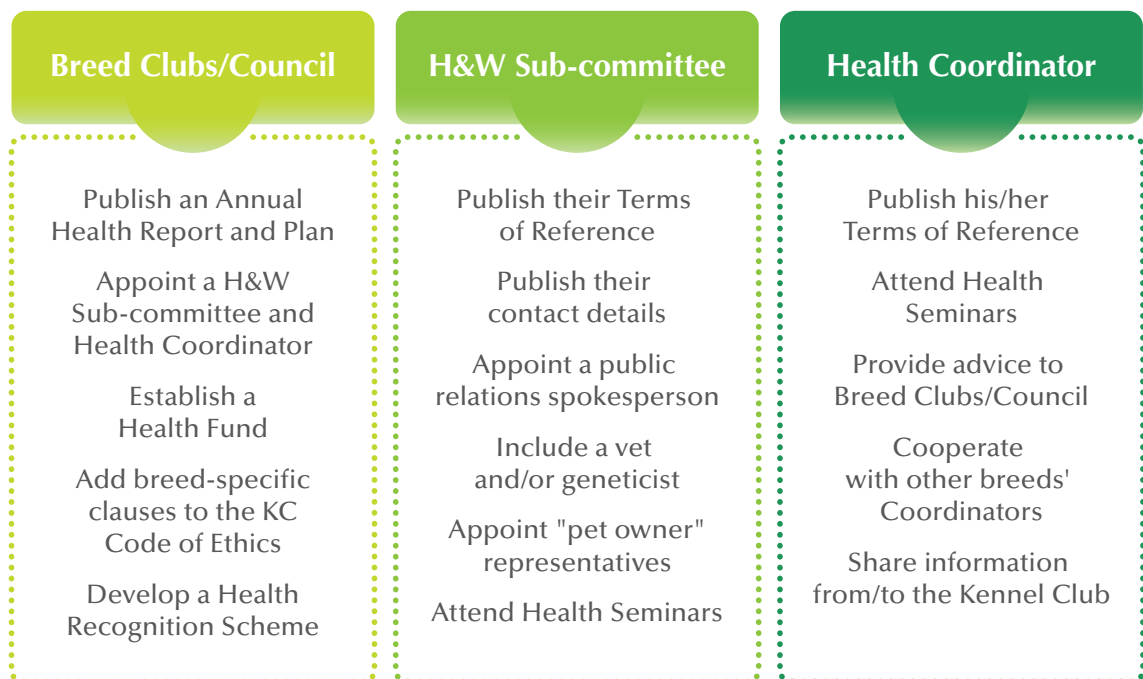 Breed Clubs/Council
Publish an Annual
Health Report and Plan
Appoint a H&W
Sub-committee and
Health Coordinator
Establish a
Health Fund
Add breed-specific
clauses to the KC
Code of Ethics
Develop a Health
Recognition Scheme
H&W Sub-committee
Publish their Terms
of Reference
Publish their
contact details
Appoint a public
relations spokesperson
Include a vet
and/or geneticist
Appoint "pet owner"
representatives
Attend Health Seminars
Health Coordinator
Publish his/her
Terms of Reference
Attend Health
Seminars
Provide advice to
Breed Clubs/Council
Cooperate
with other breeds'
Coordinators
Share information
from/to the Kennel Club